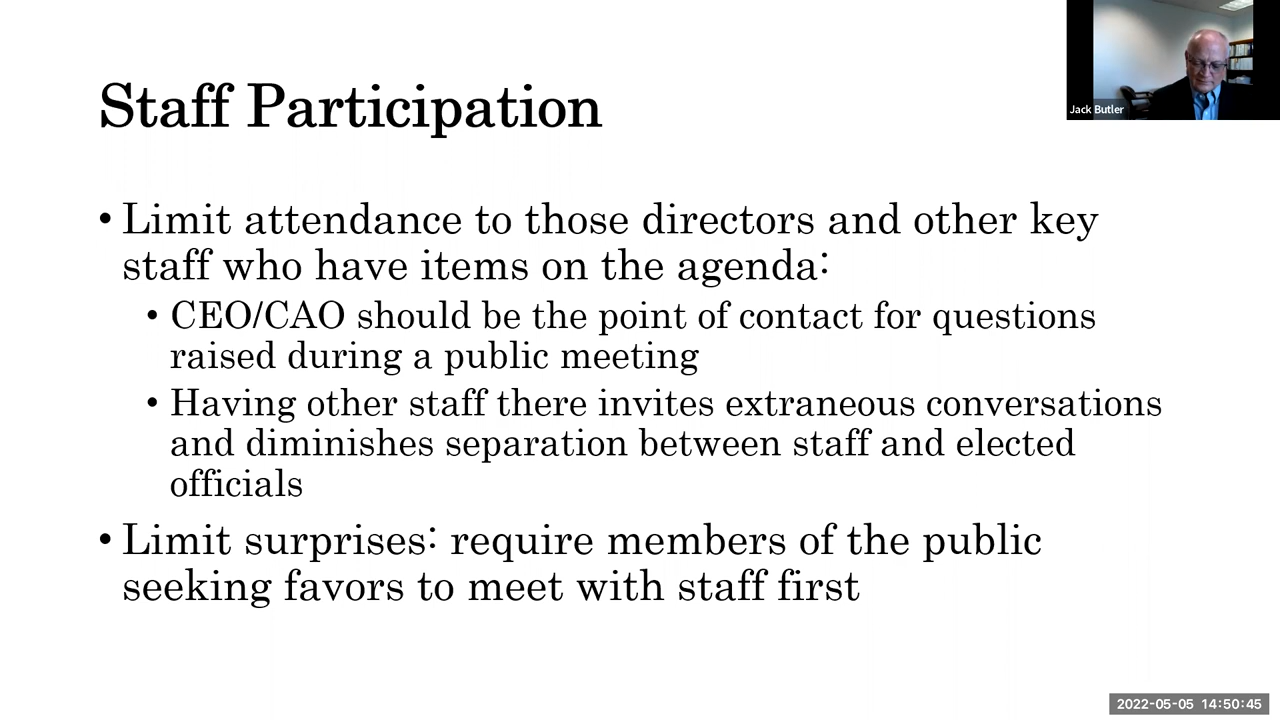 Staff Participation
• Limit attendance to those directors and other key
staff who have items on the agenda:
• CEO/CAO should be the point of contact for questions
raised during a public meeting
• Having other staff there invites extraneous conversations
and diminishes separation between staff and elected
officials
• Limit surprises: require members of the public
seeking favors to meet with staff first
Jack Butler
2022-05-05 14:50:45